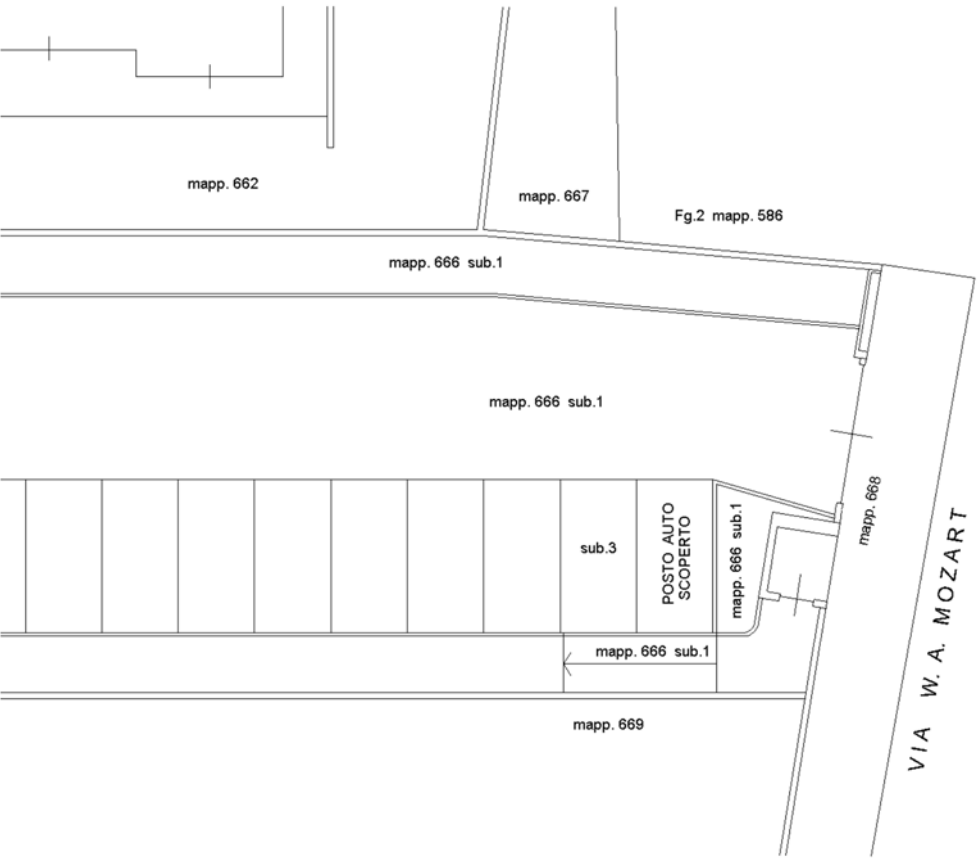 mapp. 662
mapp. 667
Fg.2 mapp. 586
mapp. 666 sub.1
mapp. 666 sub.1
mapp. 668
sub.3
POSTO AUTO
SCOPERTO
mapp. 666 sub.1
VIA W. A. MOZART
mapp. 666 sub.1
mapp. 669